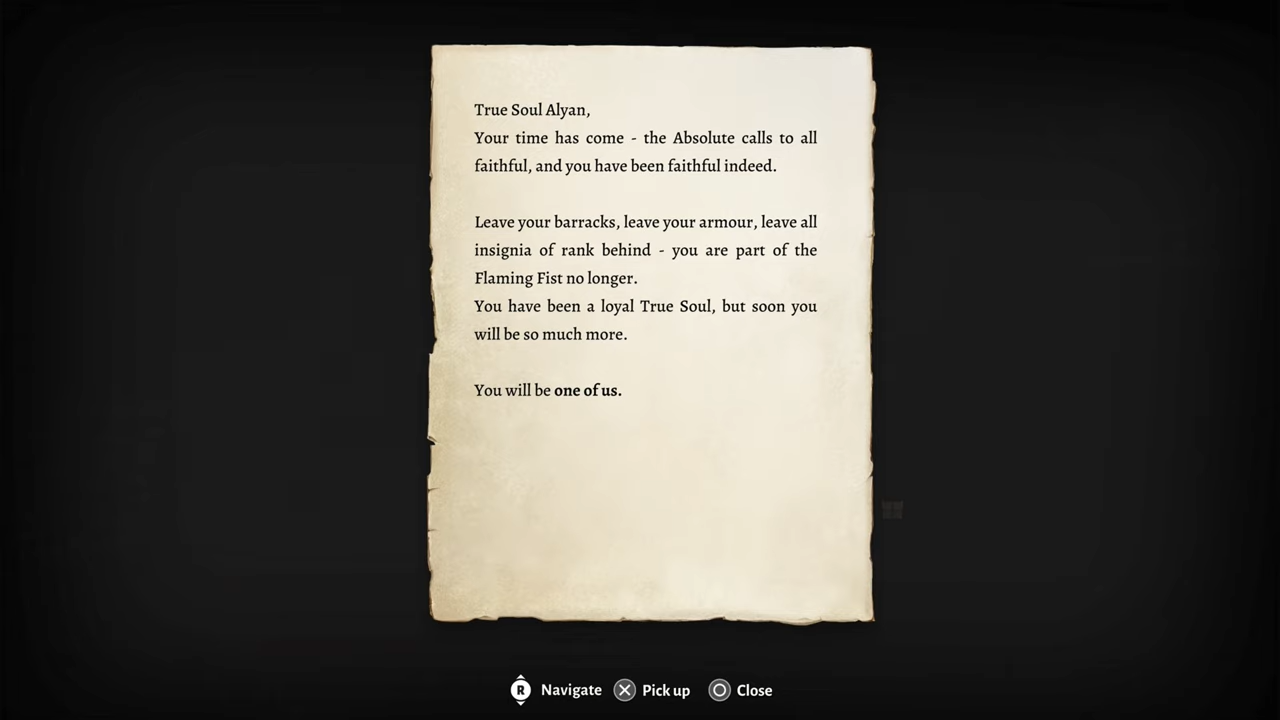 True Soul Alyan,
Your time has come - the Absolute calls to all
faithful, and you have been faithful indeed.
Leave your barracks, leave your armour, leave all
insignia of rank behind - you are part of the
Flaming Fist no longer.
You have been a loyal True Soul, but soon you
will be so much more.
You will be one of us.
R Navigate Pick up Close